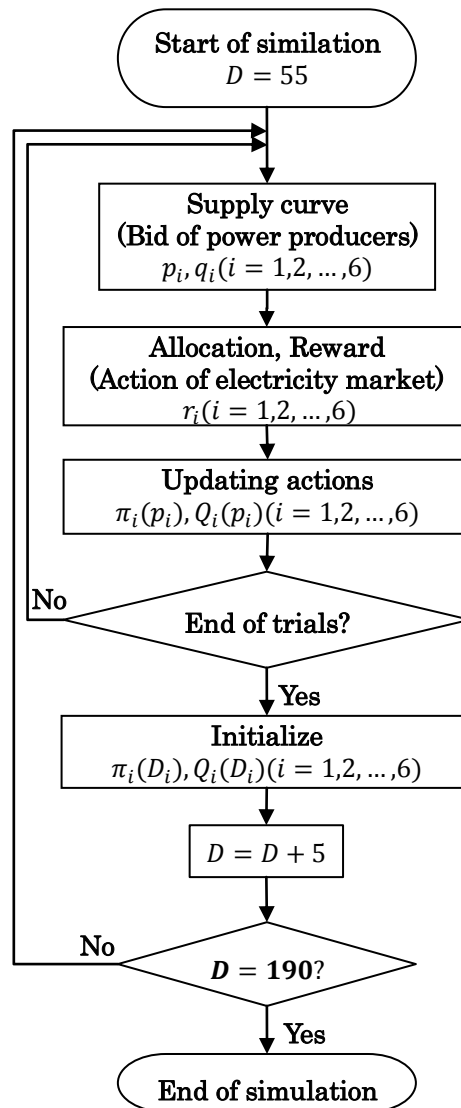 Start of similation
D = 55
Supply curve
(Bid of power producers)
p_i, q_i(i = 1,2, … ,6)
Allocation, Reward
(Action of electricity market)
r_i(i = 1,2, … ,6)
Updating actions
π_i(p_i), Q_i(p_i)(i = 1,2, … ,6)
No
End of trials?
Yes
Initialize
π_i(D_i), Q_i(D_i)(i = 1,2, … ,6)
D = D + 5
No
D = 190?
Yes
End of simulation